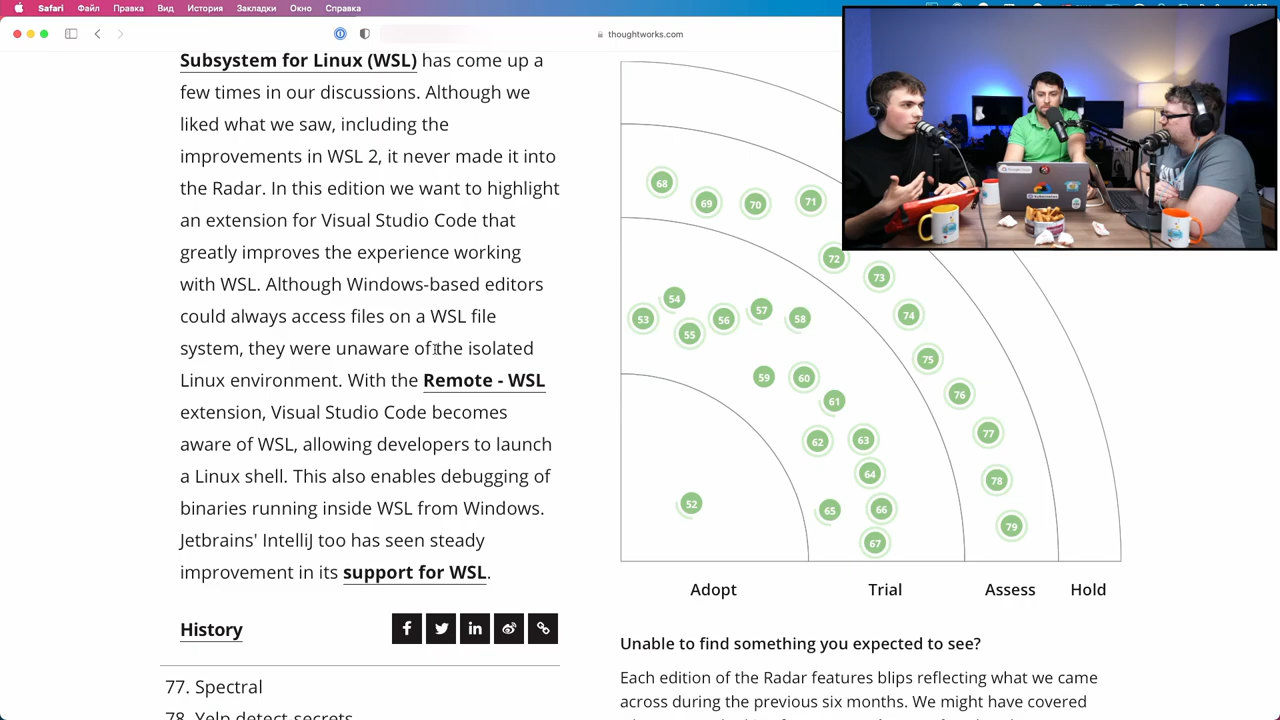 Safari Файл Правка Вид История Закладки Окно Справка
thoughtworks.com
Subsystem for Linux (WSL) has come up a
few times in our discussions. Although we
liked what we saw, including the
improvements in WSL 2, it never made it into
the Radar. In this edition we want to highlight
an extension for Visual Studio Code that
greatly improves the experience working
with WSL. Although Windows-based editors
could always access files on a WSL file
system, they were unaware of the isolated
Linux environment. With the Remote - WSL
extension, Visual Studio Code becomes
aware of WSL, allowing developers to launch
a Linux shell. This also enables debugging of
binaries running inside WSL from Windows.
Jetbrains' IntelliJ too has seen steady
improvement in its support for WSL.
History
77. Spectral
78. Yelp detect-secrets
68
69
70
71
72
73
74
75
76
77
78
79
53
54
55
56
57
58
59
60
61
62
63
64
65
66
67
52
Adopt Trial Assess Hold
Unable to find something you expected to see?
Each edition of the Radar features blips reflecting what we came
across during the previous six months. We might have covered